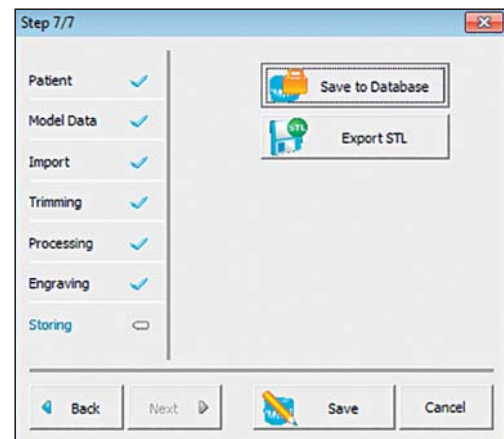 Step 7/7
Patient
Model Data
Import
Trimming
Processing
Engraving
Storing
Save to Database
STL
Export STL
Back
Next
Save
Cancel